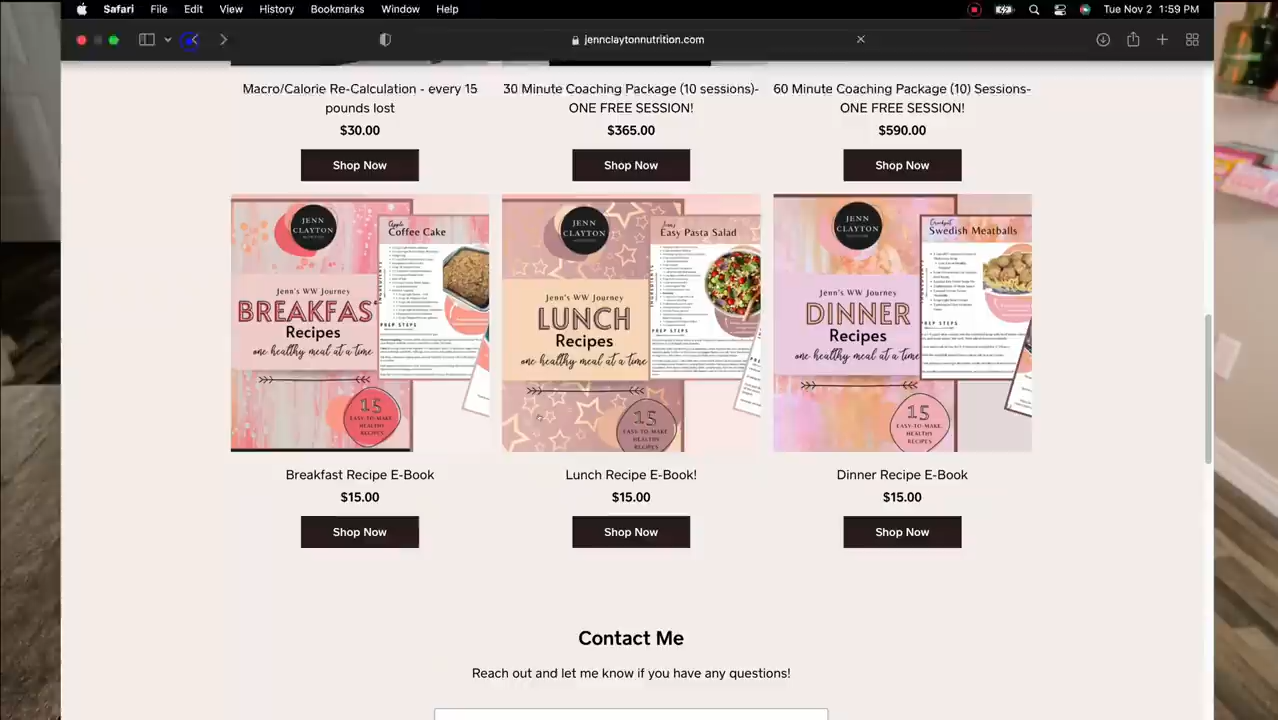 Safari File Edit View History Bookmarks Window Help Tue Nov 2 1:59 PM
jennclaytonnutrition.com
Macro/Calorie Re-Calculation - every 15
pounds lost
$30.00
Shop Now
30 Minute Coaching Package (10 sessions)-
ONE FREE SESSION!
$365.00
Shop Now
60 Minute Coaching Package (10) Sessions-
ONE FREE SESSION!
$590.00
Shop Now
JENN
CLAYTON
Apple
Coffee Cake
Jenn's WW Journey
BREAKFAS
Recipes
one healthy meal at a time
PREP STEPS
15
EASY-TO-MAKE
HEALTHY
RECIPES
JENN
CLAYTON
Easy Pasta Salad
Jenn's WW Journey
LUNCH
Recipes
one healthy meal at a time
PREP STEPS
15
EASY-TO-MAKE,
HEALTHY
RECIPES
JENN
CLAYTON
Crockpot
Swedish Meatballs
Jenn's WW Journey
DINNER
Recipes
one healthy meal at a time
PREP STEPS
15
EASY-TO-MAKE,
HEALTHY
RECIPES
Breakfast Recipe E-Book
$15.00
Shop Now
Lunch Recipe E-Book!
$15.00
Shop Now
Dinner Recipe E-Book
$15.00
Shop Now
Contact Me
Reach out and let me know if you have any questions!